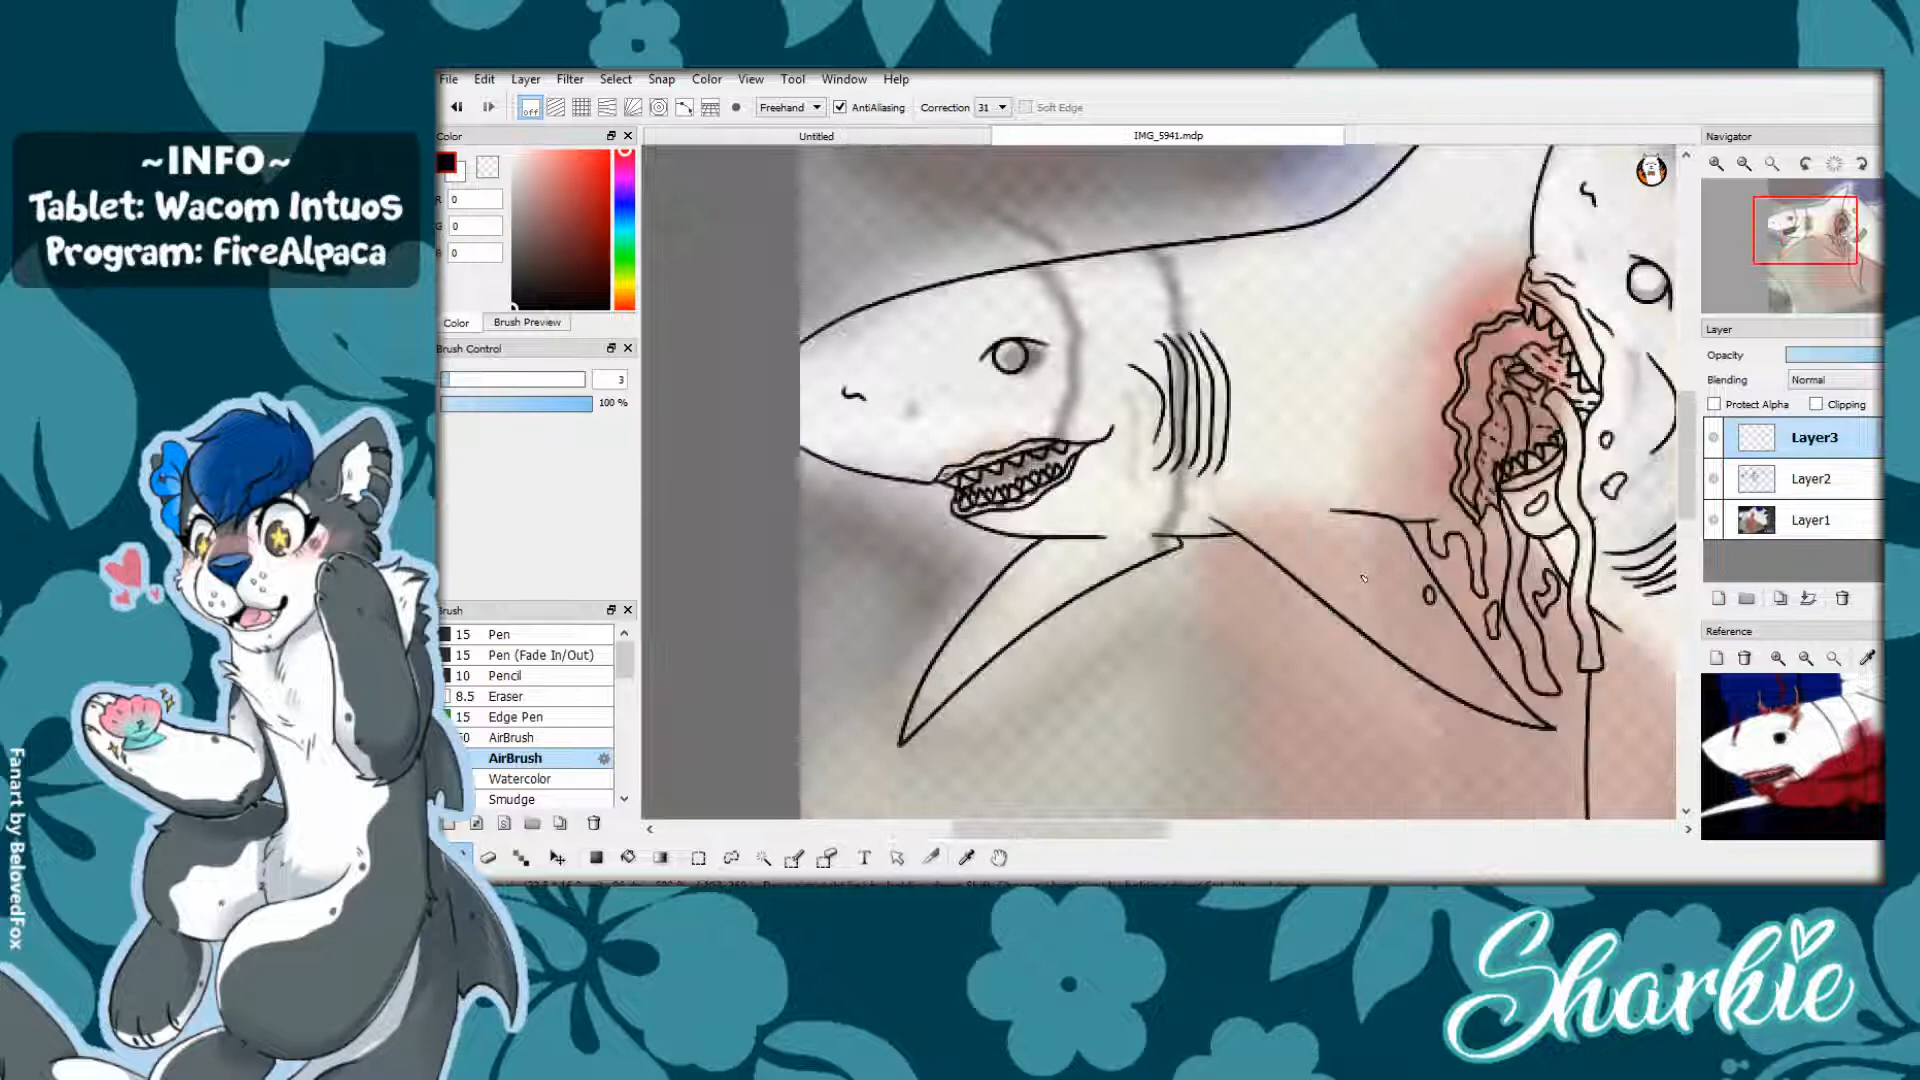 ~INFO~
Tablet: Wacom Intuos
Program: FireAlpaca
File Edit Layer Filter Select Snap Color View Tool Window Help
off Freehand AntiAliasing Correction 31 Soft Edge
Color
Untitled
IMG_5941.mdp
Navigator
R 0
G 0
B 0
Color Brush Preview
Brush Control
3
100 %
Layer
Opacity
Blending Normal
Protect Alpha Clipping
Layer3
Layer2
Layer1
Brush
15 Pen
15 Pen (Fade In/Out)
10 Pencil
8.5 Eraser
15 Edge Pen
AirBrush
AirBrush
Watercolor
Smudge
Reference
T
Fanart by BelovedFox
Sharkie